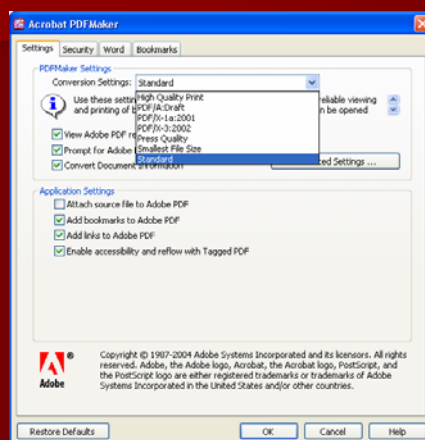 Acrobat PDFMaker
Settings Security Word Bookmarks
PDFMaker Settings
Conversion Settings: Standard
High Quality Print
PDF/A:Draft
PDF/X-1a:2001
PDF/X-3:2002
Press Quality
Smallest File Size
Standard
Use these settin reliable viewing
and printing of b n be opened
View Adobe PDF re
Prompt for Adobe
Convert Document Information
ed Settings ...
Application Settings
Attach source file to Adobe PDF
Add bookmarks to Adobe PDF
Add links to Adobe PDF
Enable accessibility and reflow with Tagged PDF
Copyright © 1987-2004 Adobe Systems Incorporated and its licensors. All rights
reserved. Adobe, the Adobe logo, Acrobat, the Acrobat logo, PostScript, and
the PostScript logo are either registered trademarks or trademarks of Adobe
Systems Incorporated in the United States and/or other countries.
Adobe
Restore Defaults OK Cancel Help